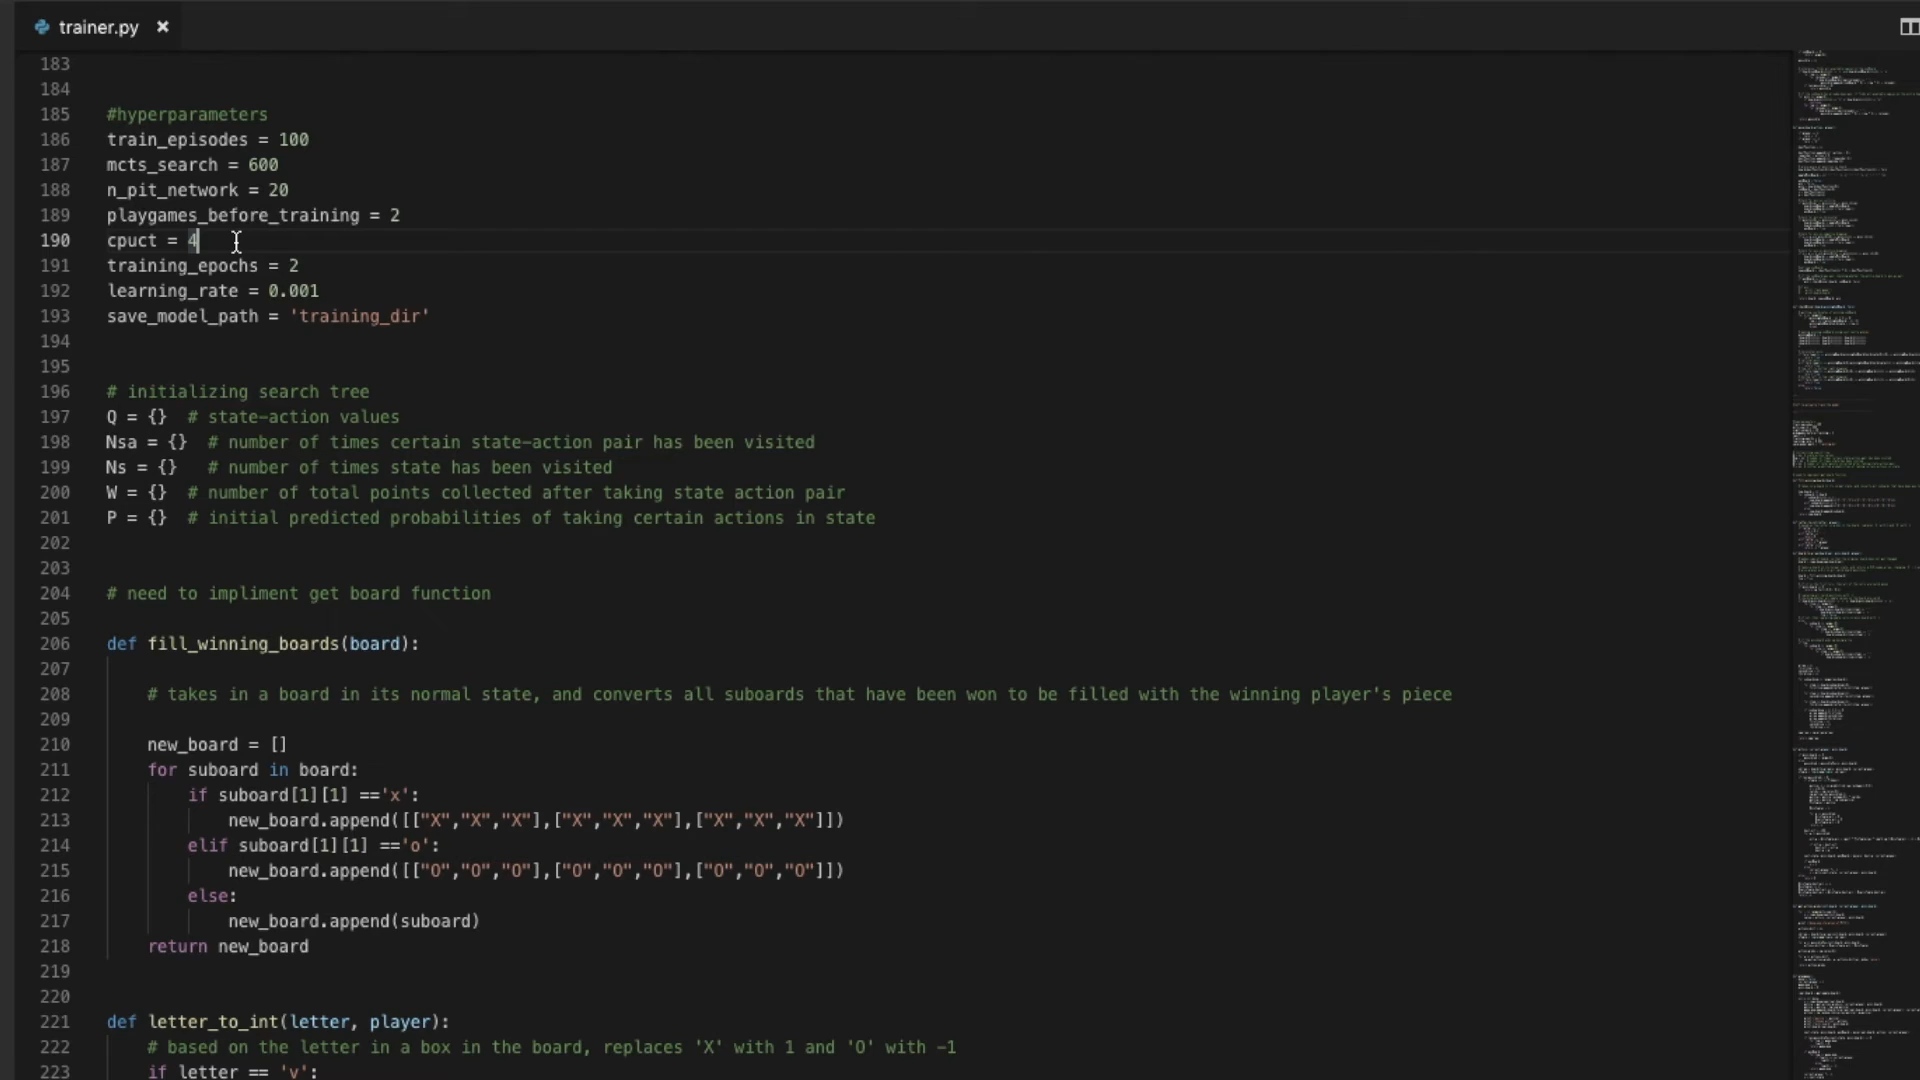 trainer.py
183
184
185 #hyperparameters
186 train_episodes = 100
187 mcts_search = 600
188 n_pit_network = 20
189 playgames_before_training = 2
190 cpuct = 4
191 training_epochs = 2
192 learning_rate = 0.001
193 save_model_path = 'training_dir'
194
195
196 # initializing search tree
197 Q = {}  # state-action values
198 Nsa = {}  # number of times certain state-action pair has been visited
199 Ns = {}   # number of times state has been visited
200 W = {}  # number of total points collected after taking state action pair
201 P = {}  # initial predicted probabilities of taking certain actions in state
202
203
204 # need to impliment get board function
205
206 def fill_winning_boards(board):
207
208     # takes in a board in its normal state, and converts all suboards that have been won to be filled with the winning player's piece
209
210     new_board = []
211     for suboard in board:
212         if suboard[1][1] =='x':
213             new_board.append([["X","X","X"],["X","X","X"],["X","X","X"]])
214         elif suboard[1][1] =='o':
215             new_board.append([["O","O","O"],["O","O","O"],["O","O","O"]])
216         else:
217             new_board.append(suboard)
218     return new_board
219
220
221 def letter_to_int(letter, player):
222     # based on the letter in a box in the board, replaces 'X' with 1 and 'O' with -1
223     if letter == 'v':